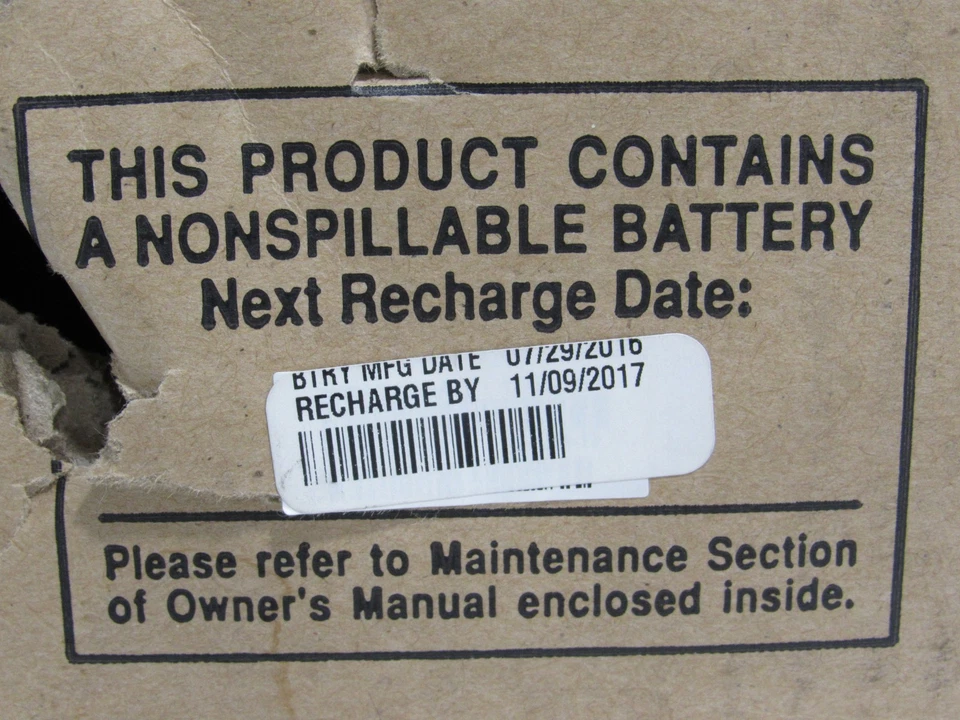 THIS PRODUCT CONTAINS
A NONSPILLABLE BATTERY
Next Recharge Date:
BTRY MFG DATE 07/29/2016
RECHARGE BY 11/09/2017
Please refer to Maintenance Section
of Owner's Manual enclosed inside.